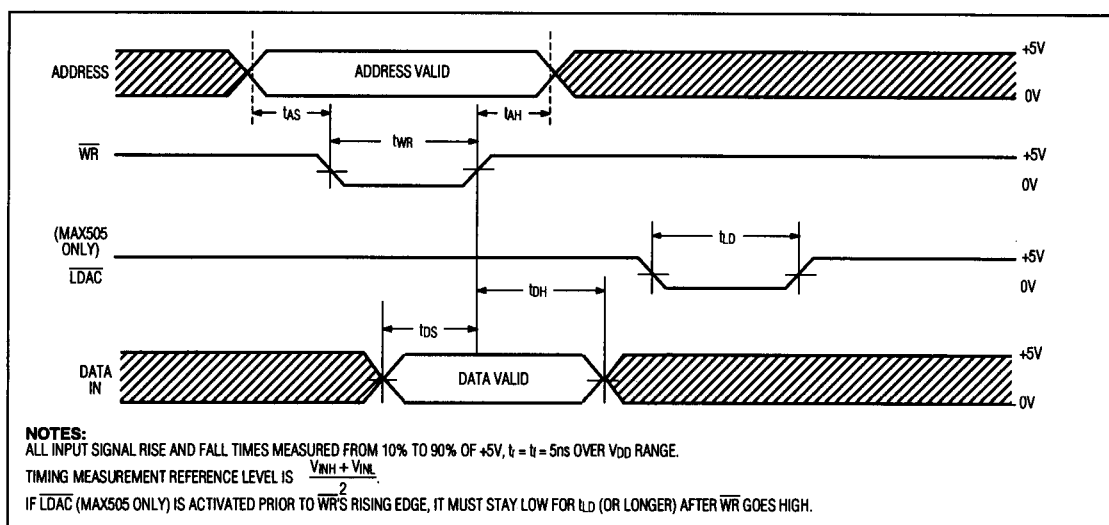 ADDRESS
ADDRESS VALID
+5V
0V
tAS
tWR
tAH
WR
+5V
0V
(MAX505
ONLY)
LDAC
tLD
+5V
0V
tDH
tDS
DATA
IN
DATA VALID
+5V
0V
NOTES:
ALL INPUT SIGNAL RISE AND FALL TIMES MEASURED FROM 10% TO 90% OF +5V, tr = tf = 5ns OVER VDD RANGE.
TIMING MEASUREMENT REFERENCE LEVEL IS VINH + VINL / 2 .
IF LDAC (MAX505 ONLY) IS ACTIVATED PRIOR TO WR'S RISING EDGE, IT MUST STAY LOW FOR tLD (OR LONGER) AFTER WR GOES HIGH.